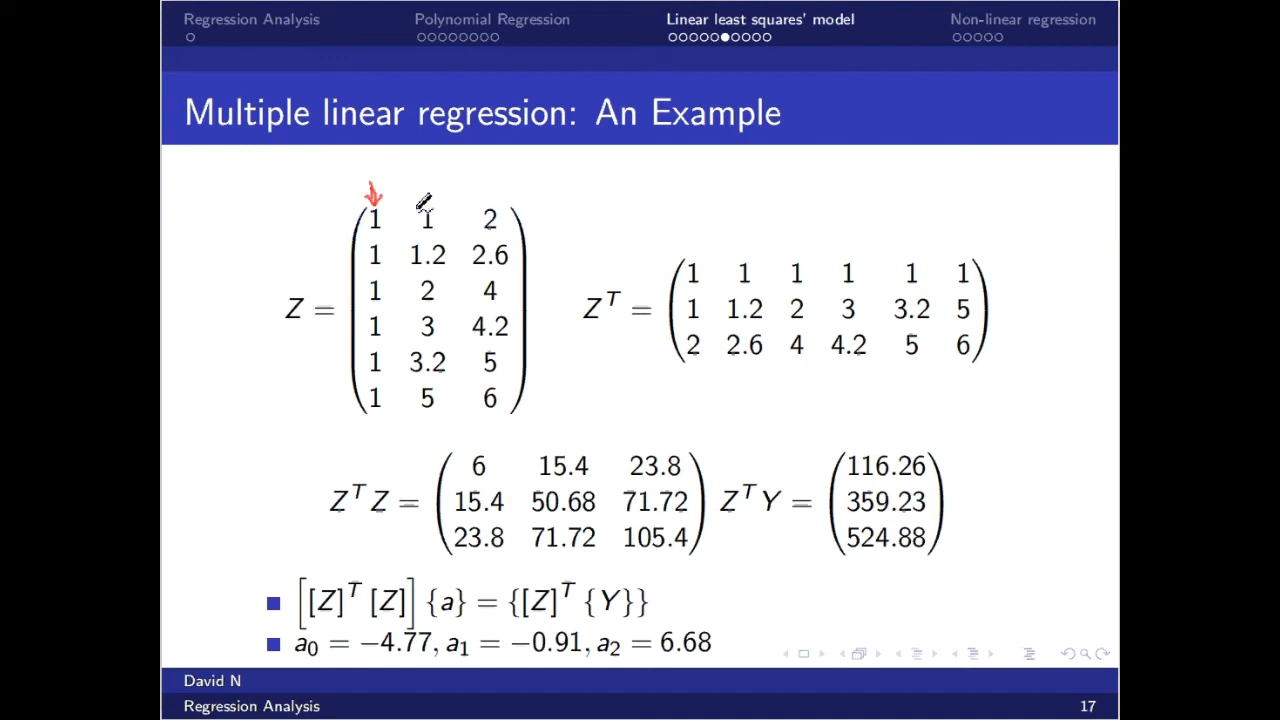 Regression Analysis Polynomial Regression Linear least squares' model Non-linear regression
Multiple linear regression: An Example
Z = 
1 1 2
1 1.2 2.6
1 2 4
1 3 4.2
1 3.2 5
1 5 6
Z^T =
1 1 1 1 1 1
1 1.2 2 3 3.2 5
2 2.6 4 4.2 5 6
Z^T Z =
6 15.4 23.8
15.4 50.68 71.72
23.8 71.72 105.4
Z^T Y =
116.26
359.23
524.88
[[Z]^T [Z]] {a} = {[Z]^T {Y}}
a₀ = −4.77, a₁ = −0.91, a₂ = 6.68
David N
Regression Analysis 17